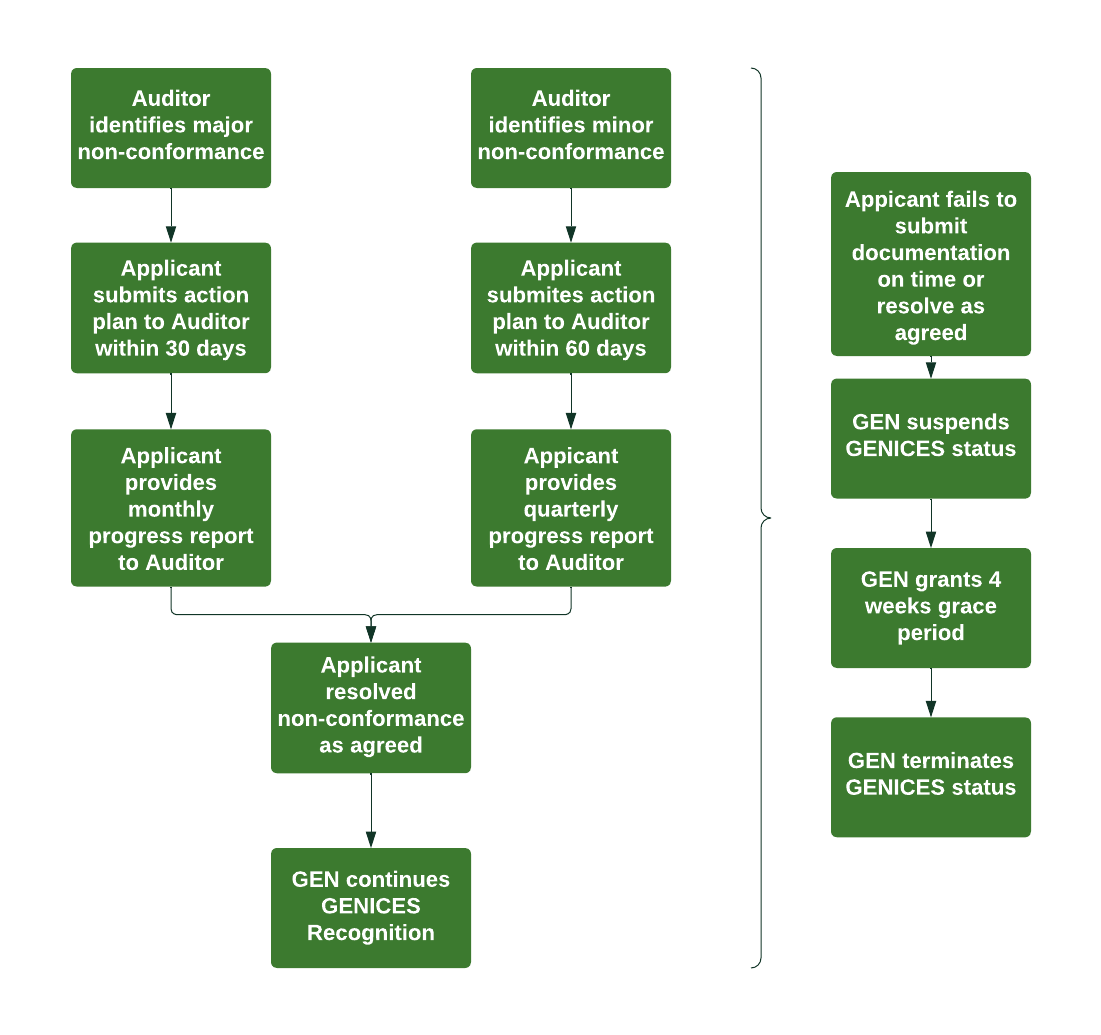 Auditor
identifies major
non-conformance
Applicant
submits action
plan to Auditor
within 30 days
Applicant
provides
monthly
progress report
to Auditor
Auditor
identifies minor
non-conformance
Applicant
submites action
plan to Auditor
within 60 days
Appicant
provides
quarterly
progress report
to Auditor
Applicant
resolved
non-conformance
as agreed
GEN continues
GENICES
Recognition
Appicant fails to
submit
documentation
on time or
resolve as
agreed
GEN suspends
GENICES status
GEN grants 4
weeks grace
period
GEN terminates
GENICES status